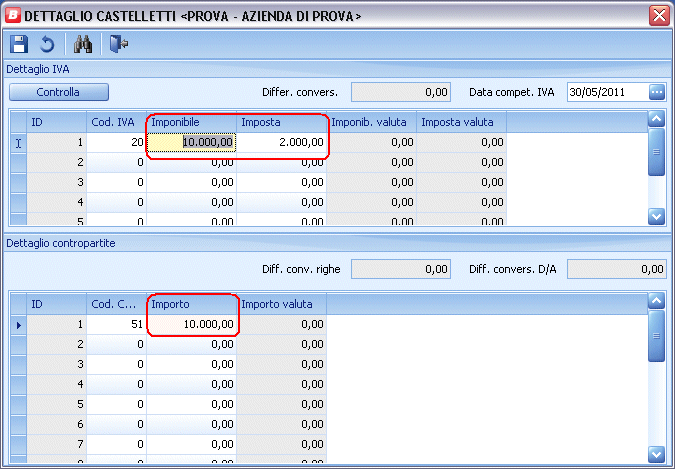 B DETTAGLIO CASTELLETTI <PROVA - AZIENDA DI PROVA>
Dettaglio IVA
Controlla Differ. convers. 0,00 Data compet. IVA 30/05/2011 ...
ID Cod. IVA Imponibile Imposta Imponib. valuta Imposta valuta
1 20 10.000,00 2.000,00 0,00 0,00
2 0 0,00 0,00 0,00 0,00
3 0 0,00 0,00 0,00 0,00
4 0 0,00 0,00 0,00 0,00
5 0 0,00 0,00 0,00 0,00
Dettaglio contropartite
Diff. conv. righe 0,00 Diff. convers. D/A 0,00
ID Cod. C... Importo Importo valuta
1 51 10.000,00 0,00
2 0 0,00 0,00
3 0 0,00 0,00
4 0 0,00 0,00
5 0 0,00 0,00
6 0 0,00 0,00
7 0 0,00 0,00